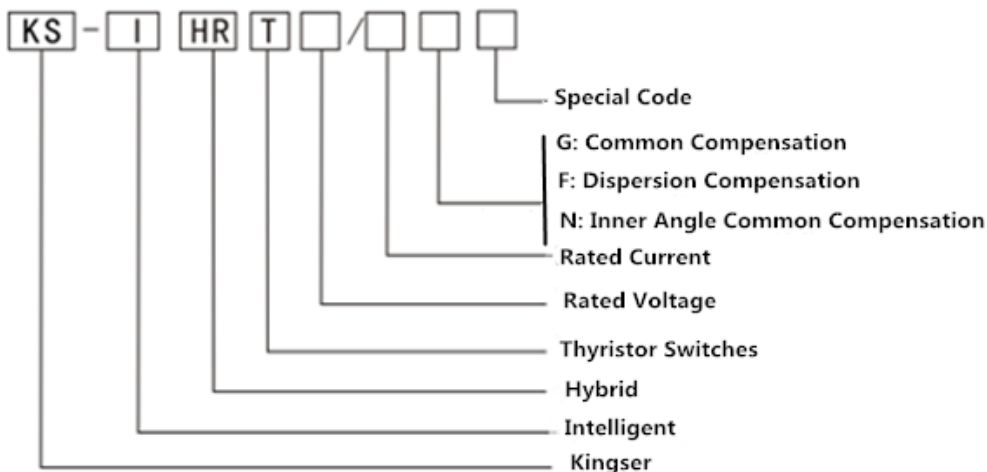 KS - I HR T /
Special Code
G: Common Compensation
F: Dispersion Compensation
N: Inner Angle Common Compensation
Rated Current
Rated Voltage
Thyristor Switches
Hybrid
Intelligent
Kingser